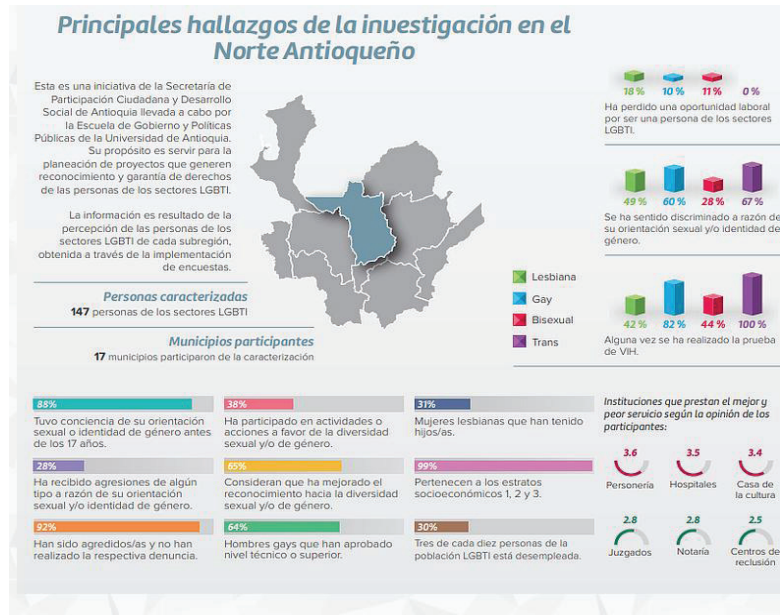 Principales hallazgos de la investigación en el
Norte Antioqueño
Esta es una iniciativa de la Secretaría de
Participación Ciudadana y Desarrollo
Social de Antioquia llevada a cabo por
la Escuela de Gobierno y Políticas
Públicas de la Universidad de Antioquia.
Su propósito es servir para la
planeación de proyectos que generen
reconocimiento y garantía de derechos
de las personas de los sectores LGBTI.
La información es resultado de la
percepción de las personas de los
sectores LGBTI de cada subregión,
obtenida a través de la implementación
de encuestas.
Personas caracterizadas
147 personas de los sectores LGBTI
Municipios participantes
17 municipios participaron de la caracterización
Lesbiana
Gay
Bisexual
Trans
18 % 10 % 11 % 0 %
Ha perdido una oportunidad laboral
por ser una persona de los sectores
LGBTI.
49 % 60 % 28 % 67 %
Se ha sentido discriminado a razón de
su orientación sexual y/o identidad de
género.
42 % 82 % 44 % 100 %
Alguna vez se ha realizado la prueba
de VIH.
88%
Tuvo conciencia de su orientación
sexual o identidad de género antes
de los 17 años.
38%
Ha participado en actividades o
acciones a favor de la diversidad
sexual y/o de género.
31%
Mujeres lesbianas que han tenido
hijos/as.
28%
Ha recibido agresiones de algún
tipo a razón de su orientación
sexual y/o identidad de género.
65%
Consideran que ha mejorado el
reconocimiento hacia la diversidad
sexual y/o de género.
99%
Pertenecen a los estratos
socioeconómicos 1, 2 y 3.
92%
Han sido agredidos/as y no han
realizado la respectiva denuncia.
64%
Hombres gays que han aprobado
nivel técnico o superior.
30%
Tres de cada diez personas de la
población LGBTI está desempleada.
Instituciones que prestan el mejor y
peor servicio según la opinión de los
participantes:
3.6 3.5 3.4
Personería Hospitales Casa de
la cultura
2.8 2.8 2.5
Juzgados Notaría Centros de
reclusión